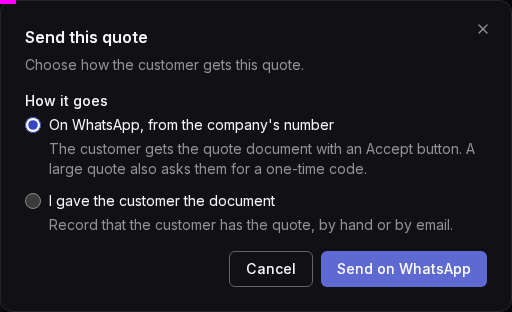 Send this quote
Choose how the customer gets this quote.
How it goes
On WhatsApp, from the company's number
The customer gets the quote document with an Accept button. A
large quote also asks them for a one-time code.
I gave the customer the document
Record that the customer has the quote, by hand or by email.
Cancel
Send on WhatsApp